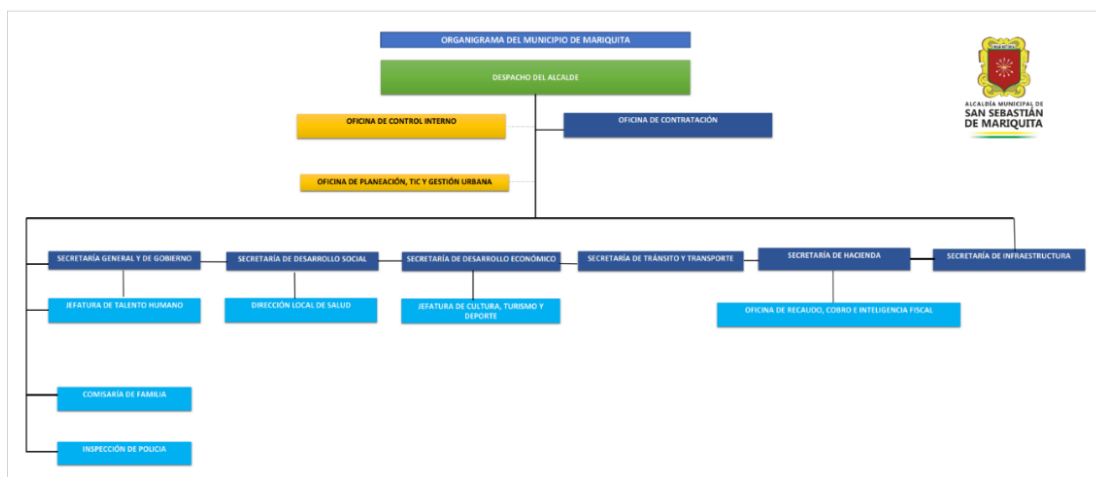 ORGANIGRAMA DEL MUNICIPIO DE MARIQUITA
DESPACHO DEL ALCALDE
ALCALDÍA MUNICIPAL DE
SAN SEBASTIÁN
DE MARIQUITA
OFICINA DE CONTROL INTERNO
OFICINA DE CONTRATACIÓN
OFICINA DE PLANEACIÓN, TIC Y GESTIÓN URBANA
SECRETARÍA GENERAL Y DE GOBIERNO
SECRETARÍA DE DESARROLLO SOCIAL
SECRETARÍA DE DESARROLLO ECONÓMICO
SECRETARÍA DE TRÁNSITO Y TRANSPORTE
SECRETARÍA DE HACIENDA
SECRETARÍA DE INFRAESTRUCTURA
JEFATURA DE TALENTO HUMANO
DIRECCIÓN LOCAL DE SALUD
JEFATURA DE CULTURA, TURISMO Y
DEPORTE
OFICINA DE RECAUDO, COBRO E INTELIGENCIA FISCAL
COMISARÍA DE FAMILIA
INSPECCIÓN DE POLICIA